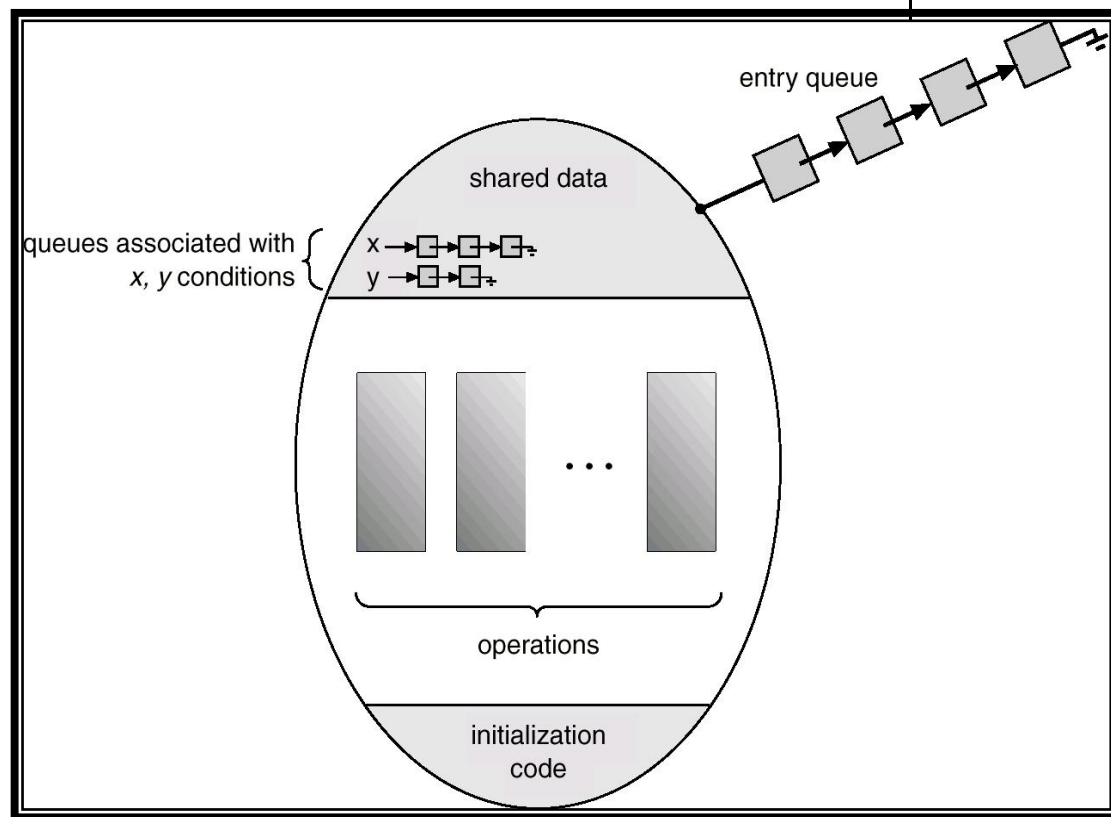 entry queue
shared data
queues associated with
x, y conditions
x
y
• • •
operations
initialization
code